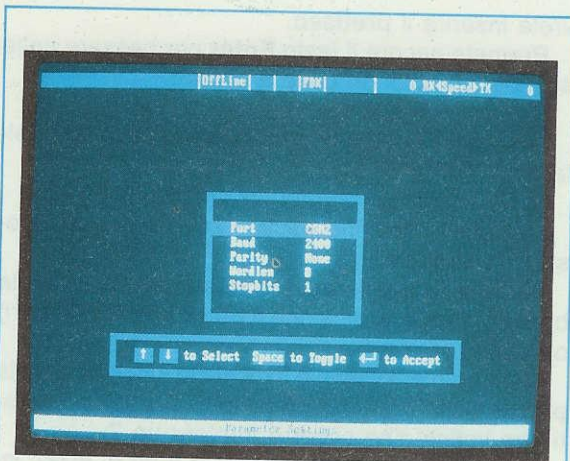 OffLine FDX 0 RX Speed TX 0
Port COM2
Baud 2400
Parity None
Wordlen 8
Stopbits 1
↑ ↓ to Select Space to Toggle ↵ to Accept
Parameter Setting